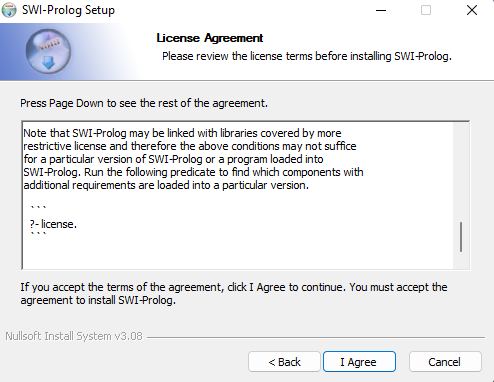 SWI-Prolog Setup
License Agreement
Please review the license terms before installing SWI-Prolog.
Press Page Down to see the rest of the agreement.
Note that SWI-Prolog may be linked with libraries covered by more
restrictive license and therefore the above conditions may not suffice
for a particular version of SWI-Prolog or a program loaded into
SWI-Prolog. Run the following predicate to find which components with
additional requirements are loaded into a particular version.
```
?- license.
```
If you accept the terms of the agreement, click I Agree to continue. You must accept the
agreement to install SWI-Prolog.
Nullsoft Install System v3.08
< Back
I Agree
Cancel